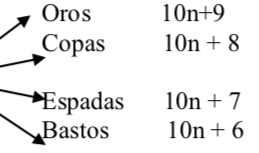 Oros 10n+9
Copas 10n + 8
Espadas 10n + 7
Bastos 10n + 6